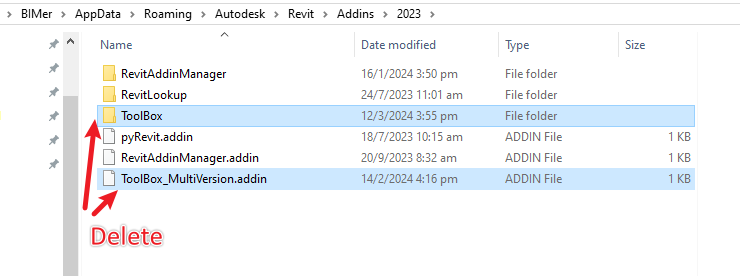 BIMer > AppData > Roaming > Autodesk > Revit > Addins > 2023 >
Name Date modified Type Size
RevitAddinManager 16/1/2024 3:50 pm File folder
RevitLookup 24/7/2023 11:01 am File folder
ToolBox 12/3/2024 3:55 pm File folder
pyRevit.addin 18/7/2023 10:15 am ADDIN File 1 KB
RevitAddinManager.addin 20/9/2023 8:32 am ADDIN File 1 KB
ToolBox_MultiVersion.addin 14/2/2024 4:16 pm ADDIN File 1 KB
Delete